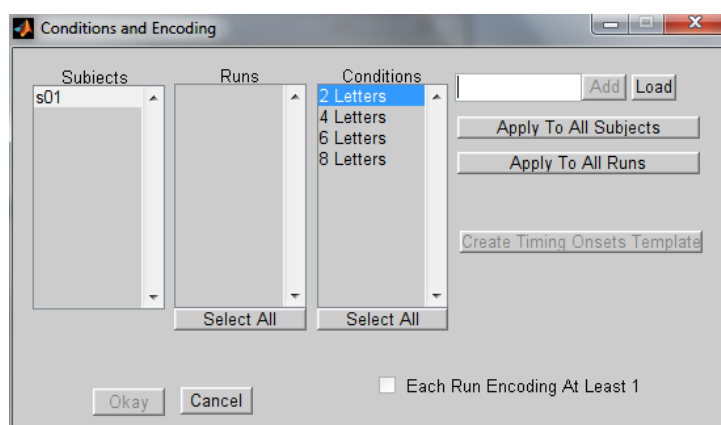 Conditions and Encoding
Subjects Runs Conditions
s01
2 Letters
4 Letters
6 Letters
8 Letters
Add Load
Apply To All Subjects
Apply To All Runs
Create Timing Onsets Template
Select All Select All
Each Run Encoding At Least 1
Okay Cancel